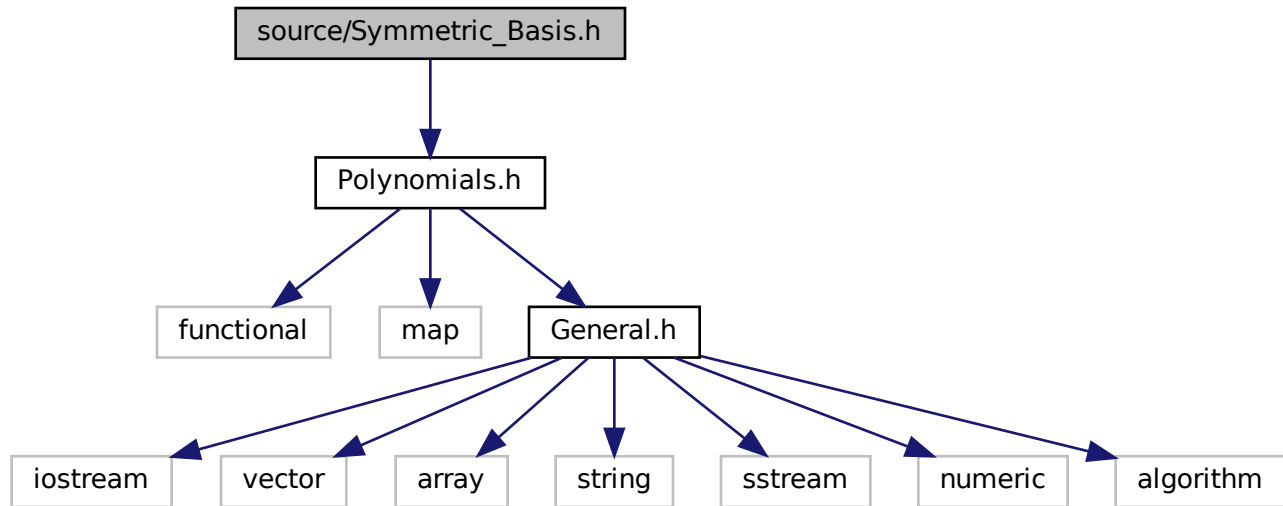 source/Symmetric_Basis.h
Polynomials.h
functional
map
General.h
iostream
vector
array
string
sstream
numeric
algorithm